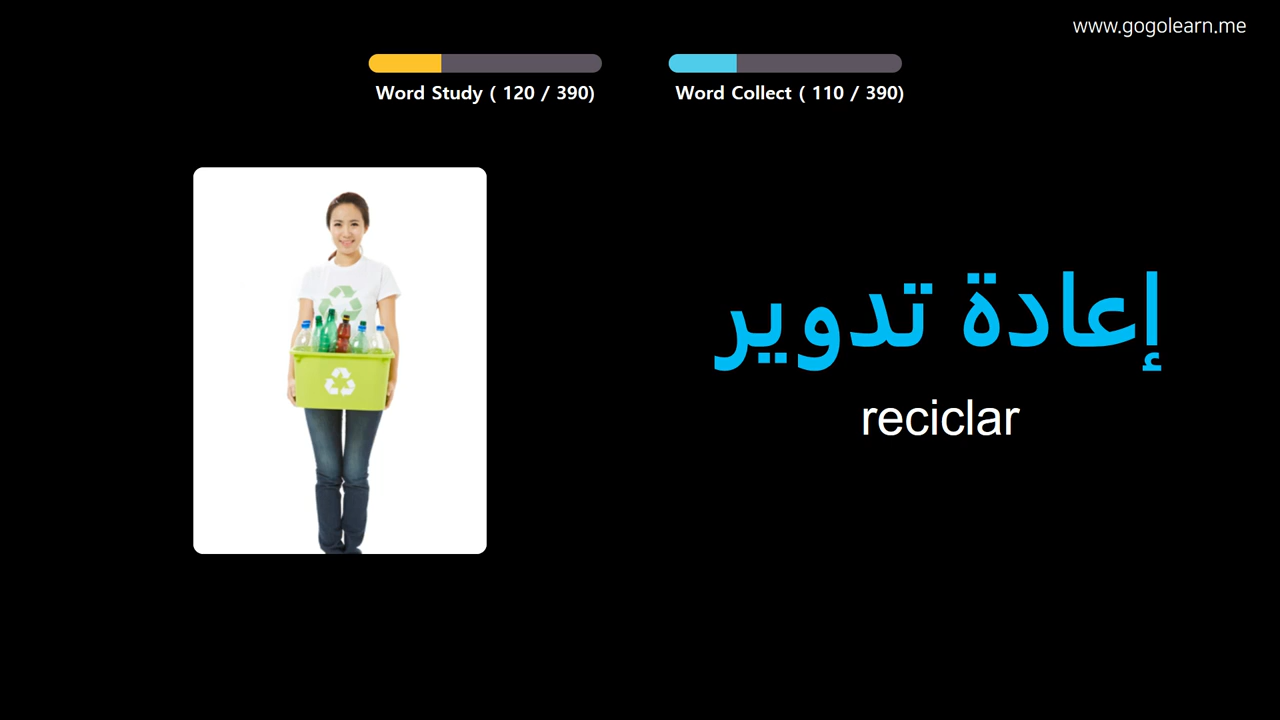 www.gogolearn.me
Word Study ( 120 / 390)
Word Collect ( 110 / 390)
إعادة تدوير
reciclar